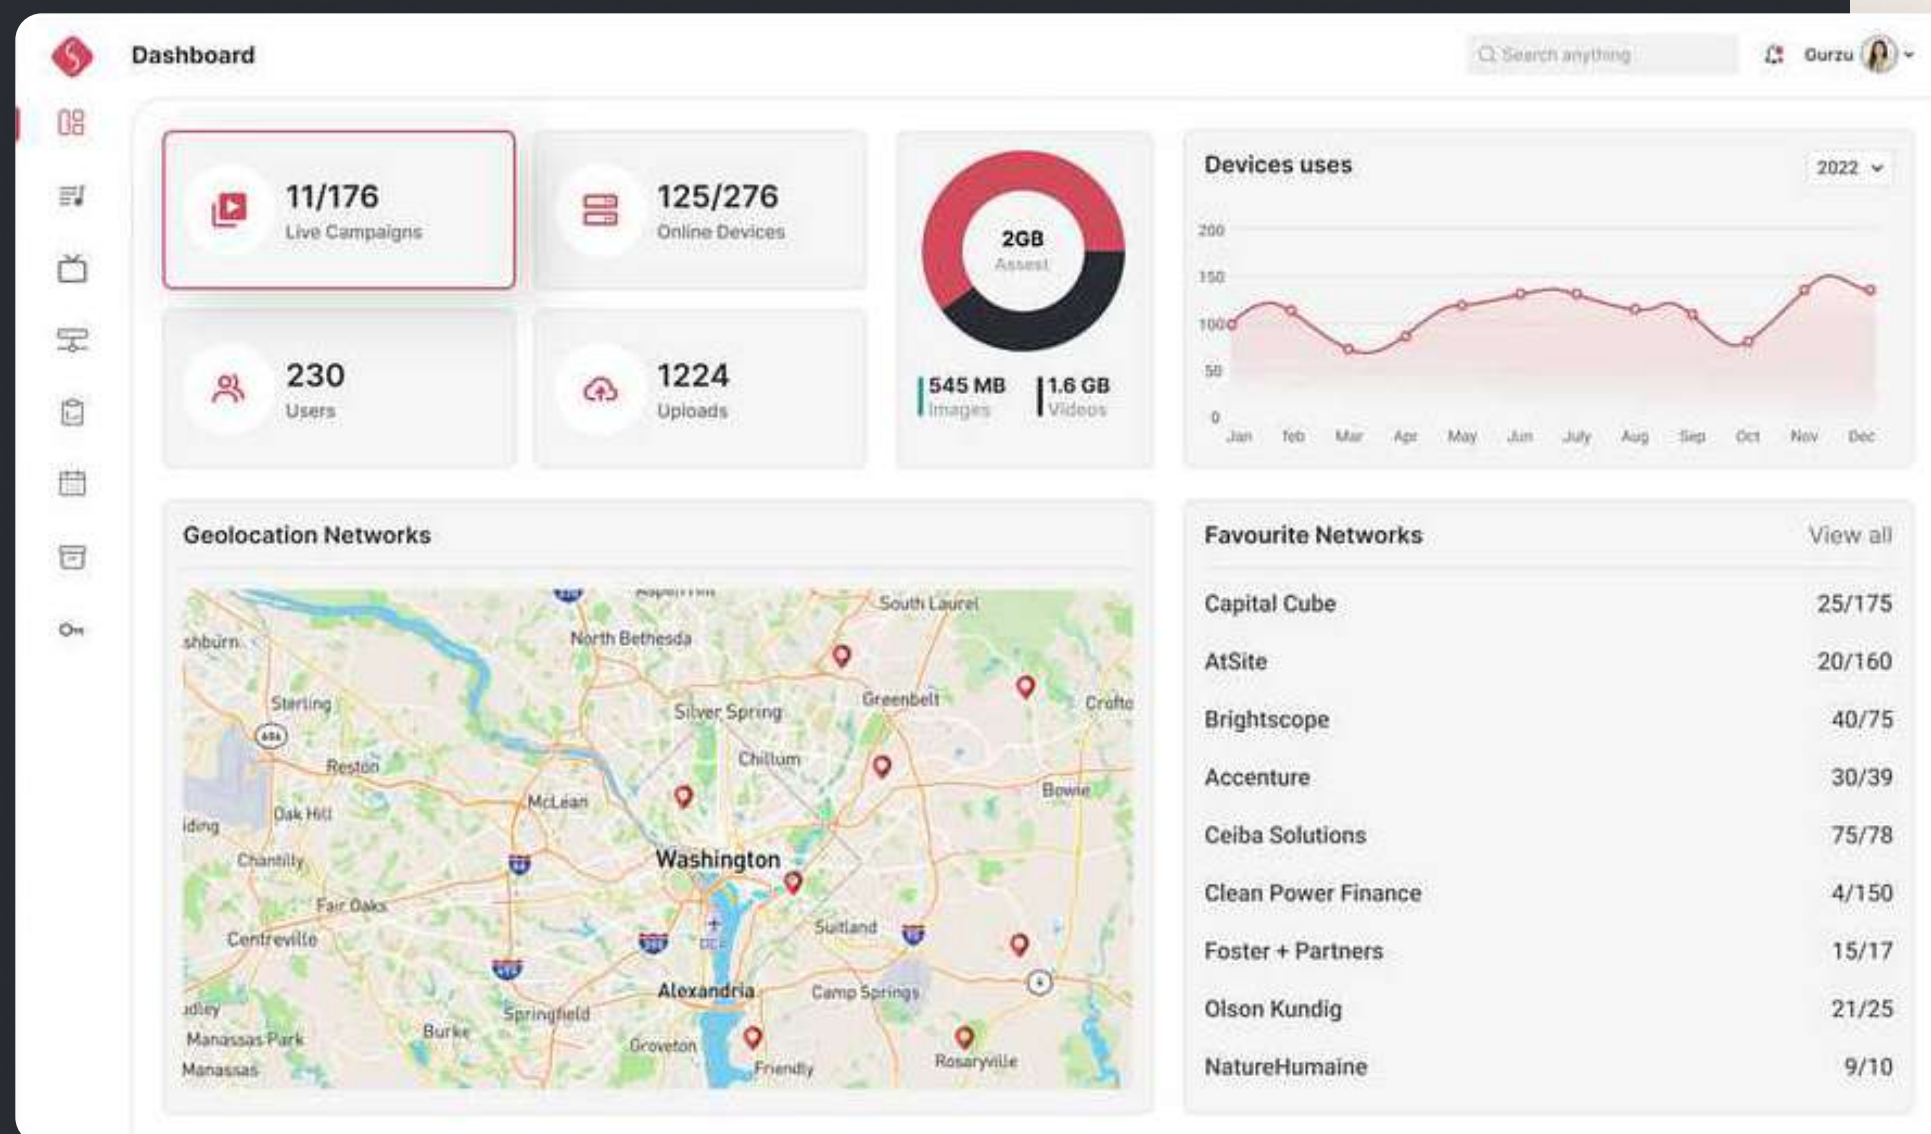 Dashboard
Search anything
Gurzu
11/176
Live Campaigns
125/276
Online Devices
230
Users
1224
Uploads
2GB
Assest
545 MB
Images
1.6 GB
Videos
Devices uses
2022
200
150
100
50
0
Jan feb Mar Apr May Jun July Aug Sep Oct Nov Dec
Geolocation Networks
South Laurel
North Bethesda
shburn
Sterling
Silver Spring
Greenbelt
Crofto
Reston
Chillum
McLean
Bowie
Oak Hill
iding
Chantilly
Washington
Fair Oaks
Centreville
Suitland
Alexandria
Camp Springs
Springfield
Burke
Manassas Park
Groveton
Friendly
Rosaryville
Manassas
Favourite Networks
View all
Capital Cube 25/175
AtSite 20/160
Brightscope 40/75
Accenture 30/39
Ceiba Solutions 75/78
Clean Power Finance 4/150
Foster + Partners 15/17
Olson Kundig 21/25
NatureHumaine 9/10